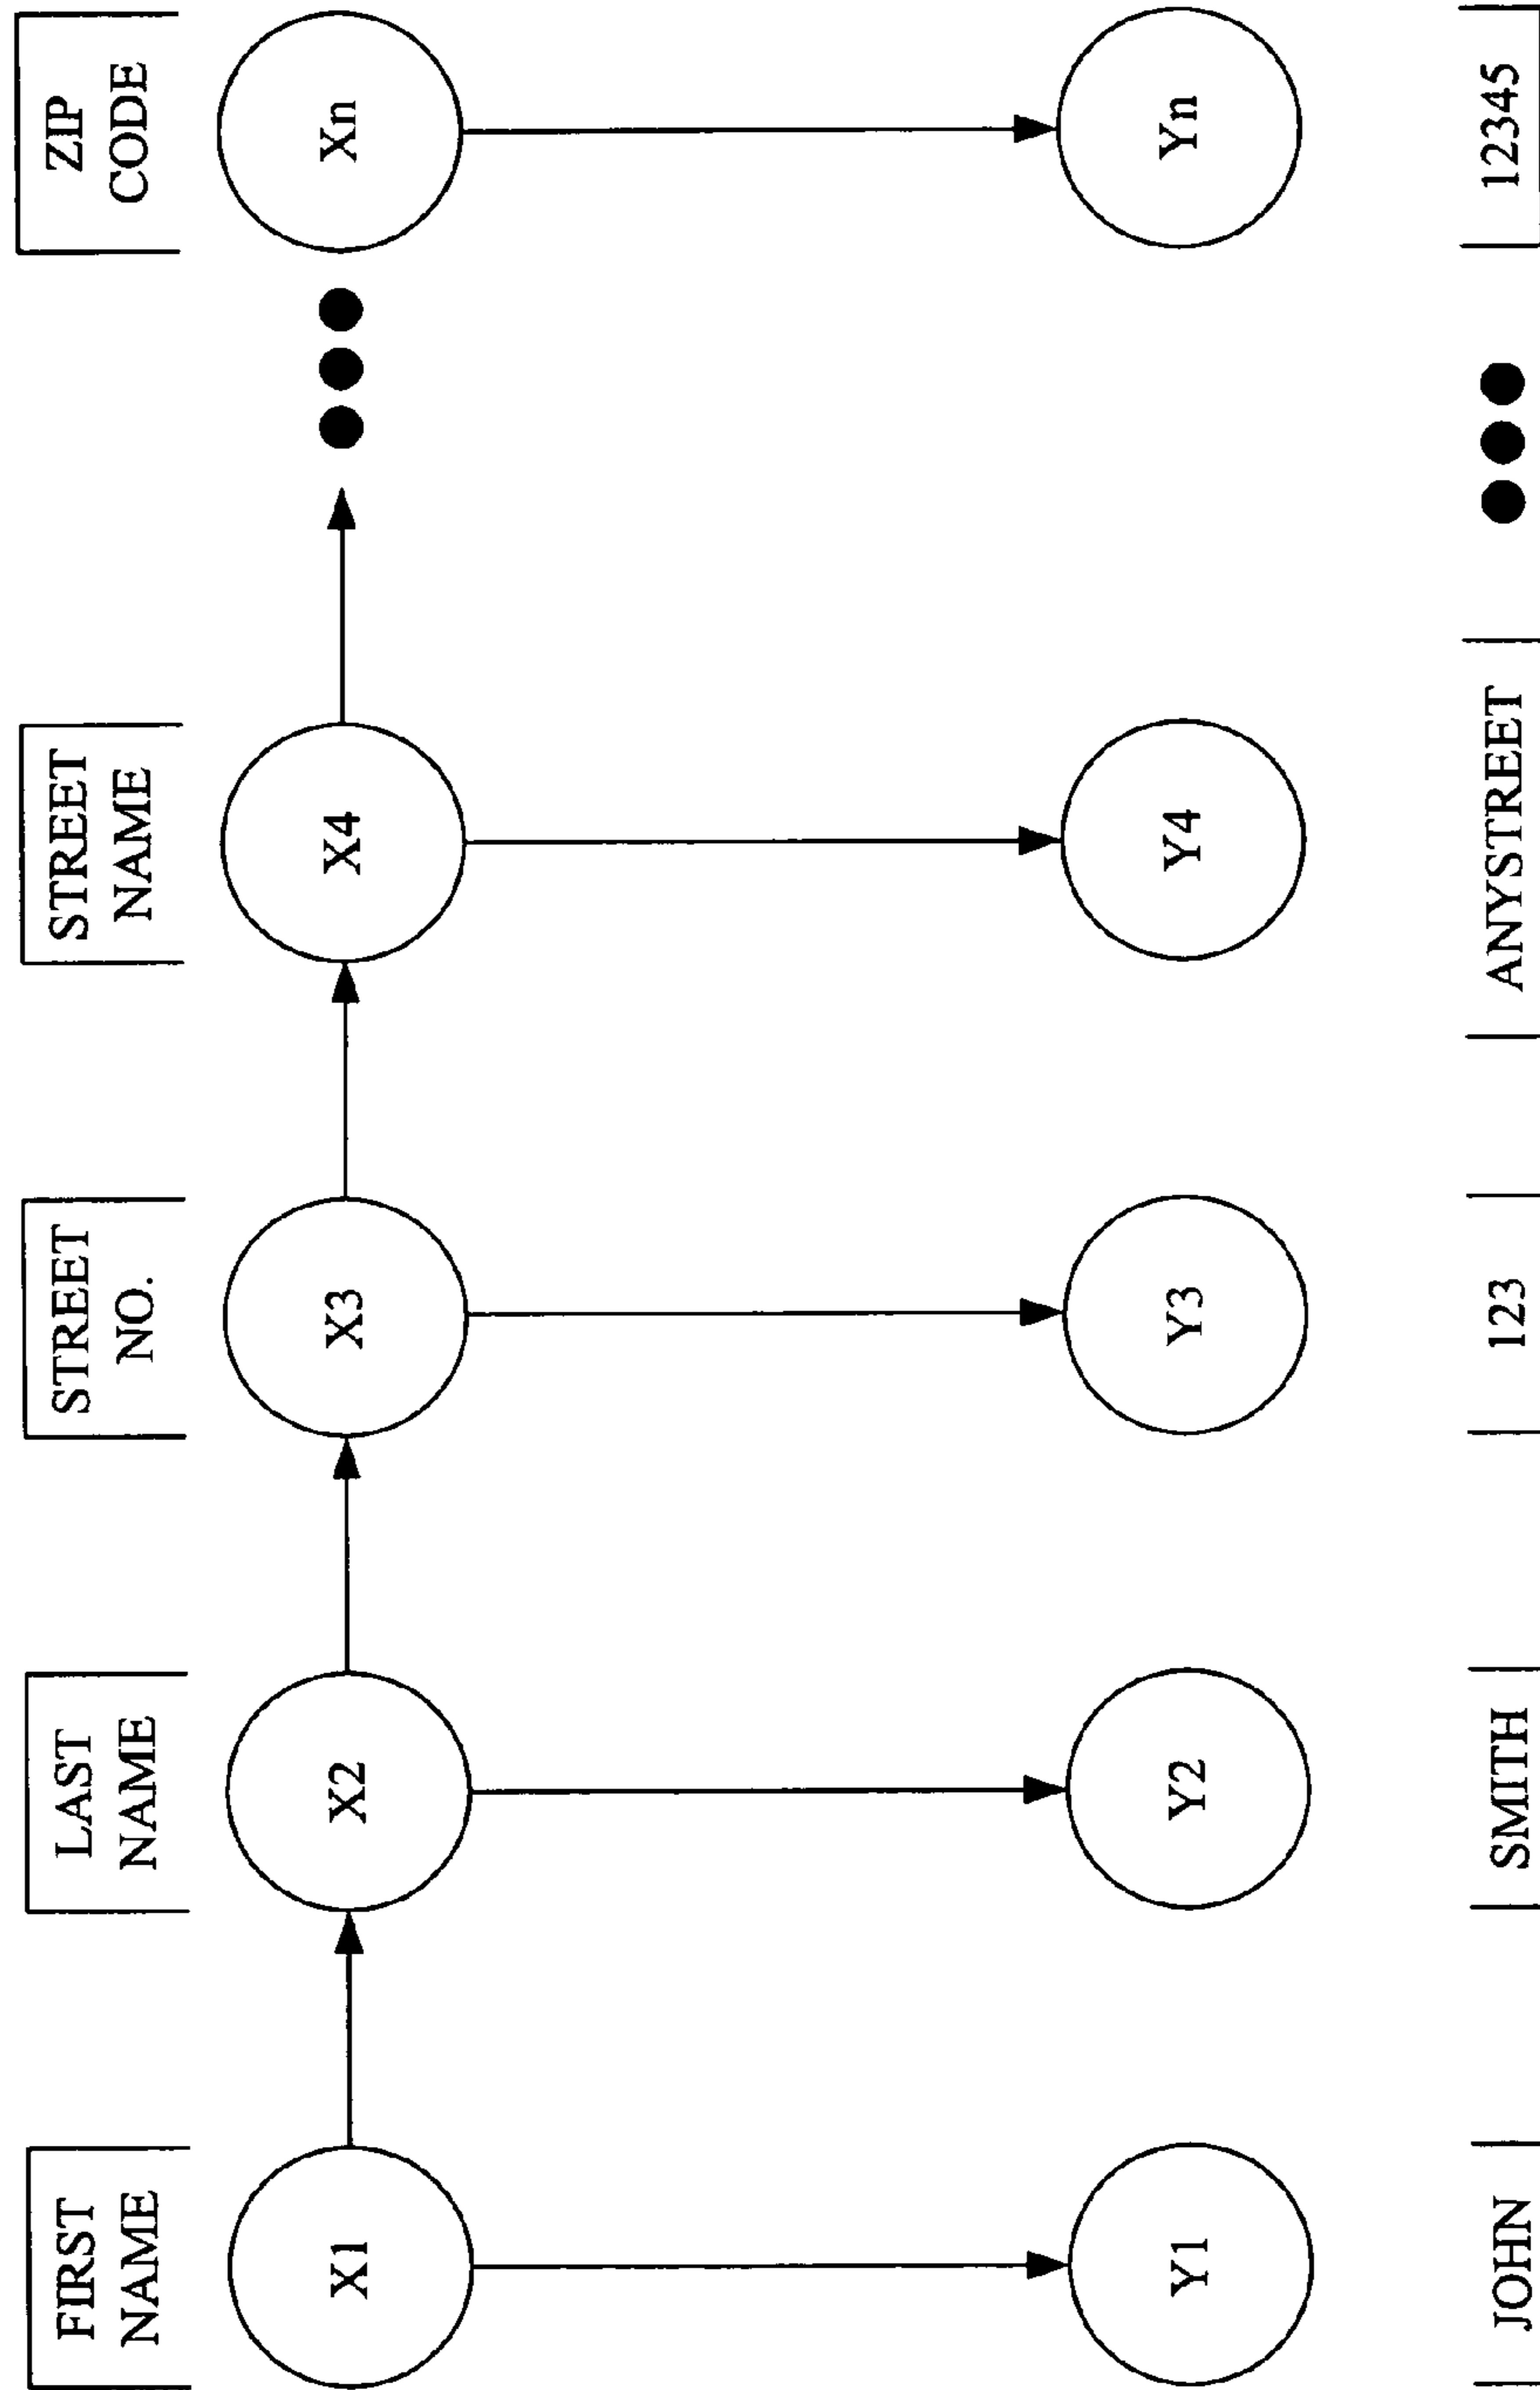 FIRST
NAME
LAST
NAME
STREET
NO.
STREET
NAME
ZIP
CODE
X1
X2
X3
X4
Xn
Y1
Y2
Y3
Y4
Yn
JOHN
SMITH
123
ANYSTREET
12345